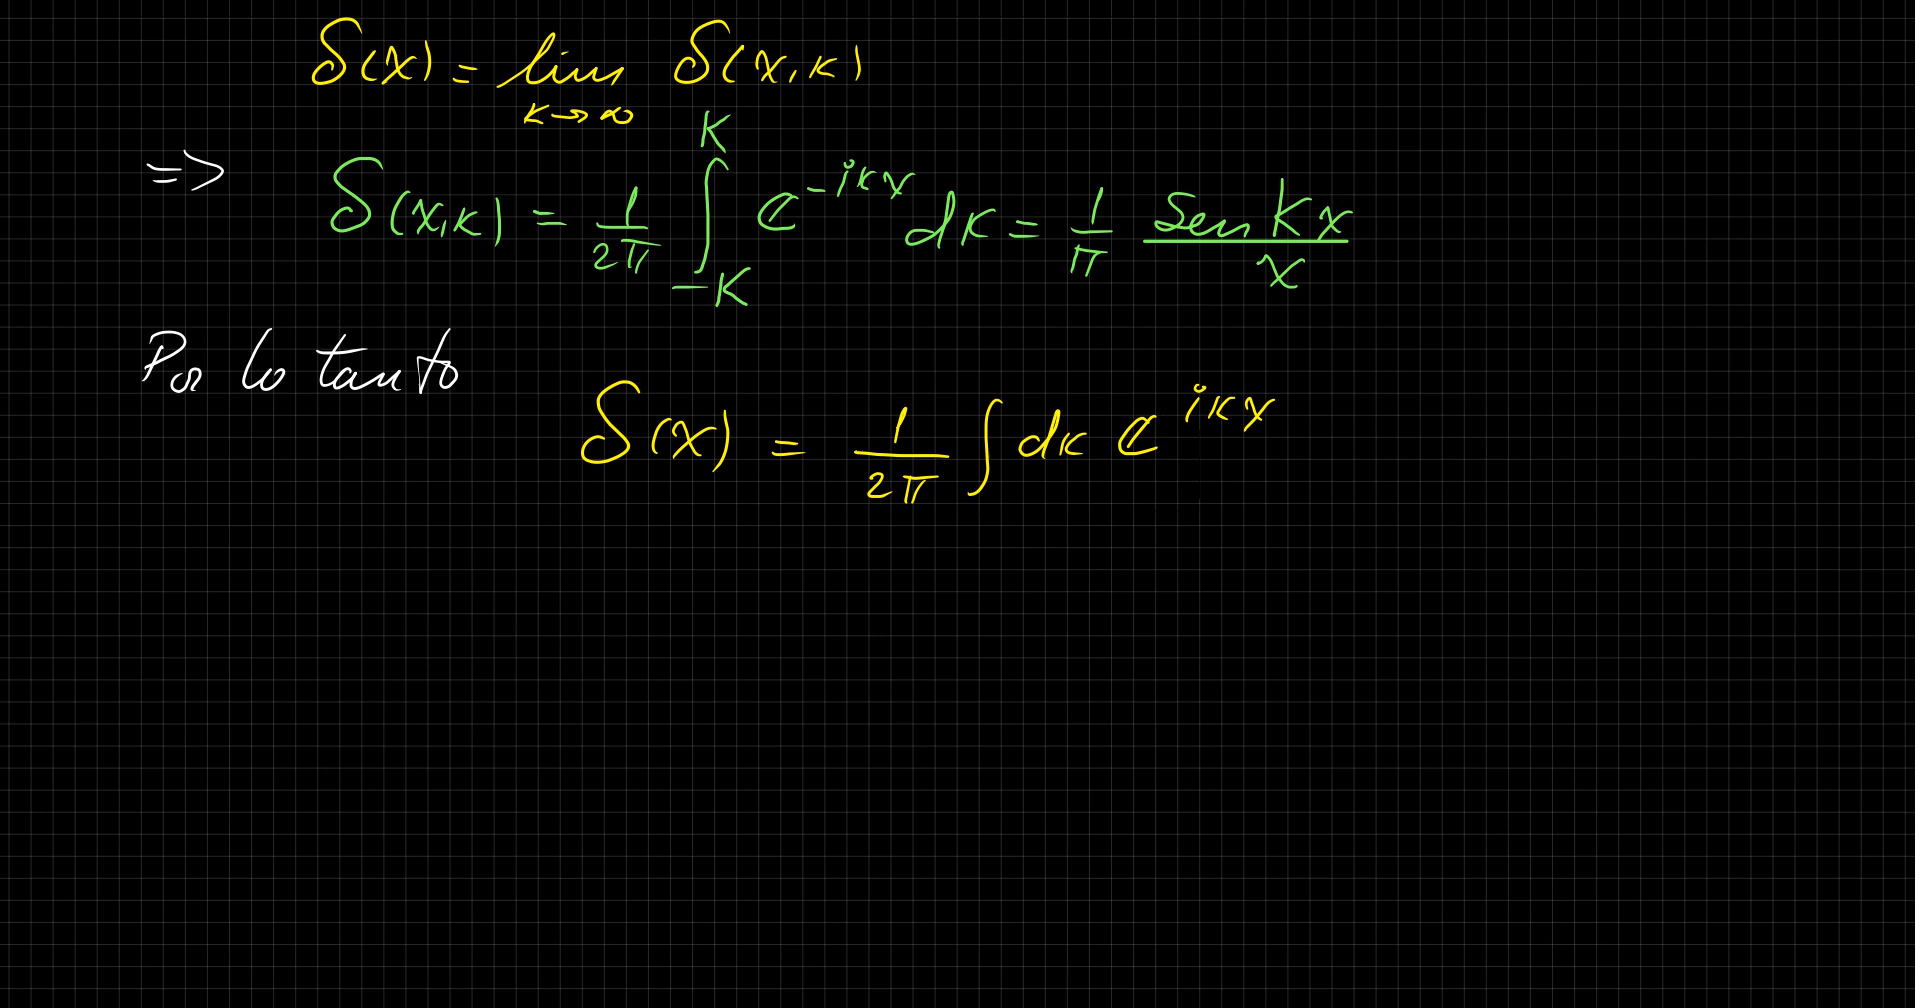 δ(x) = lim δ(x,k)
k→∞
⇒ δ(x,k) = 1/2π ∫_{-K}^{K} e^{-ikx} dk = 1/π sen Kx / x
Por lo tanto
δ(x) = 1/2π ∫ dk e^{ikx}